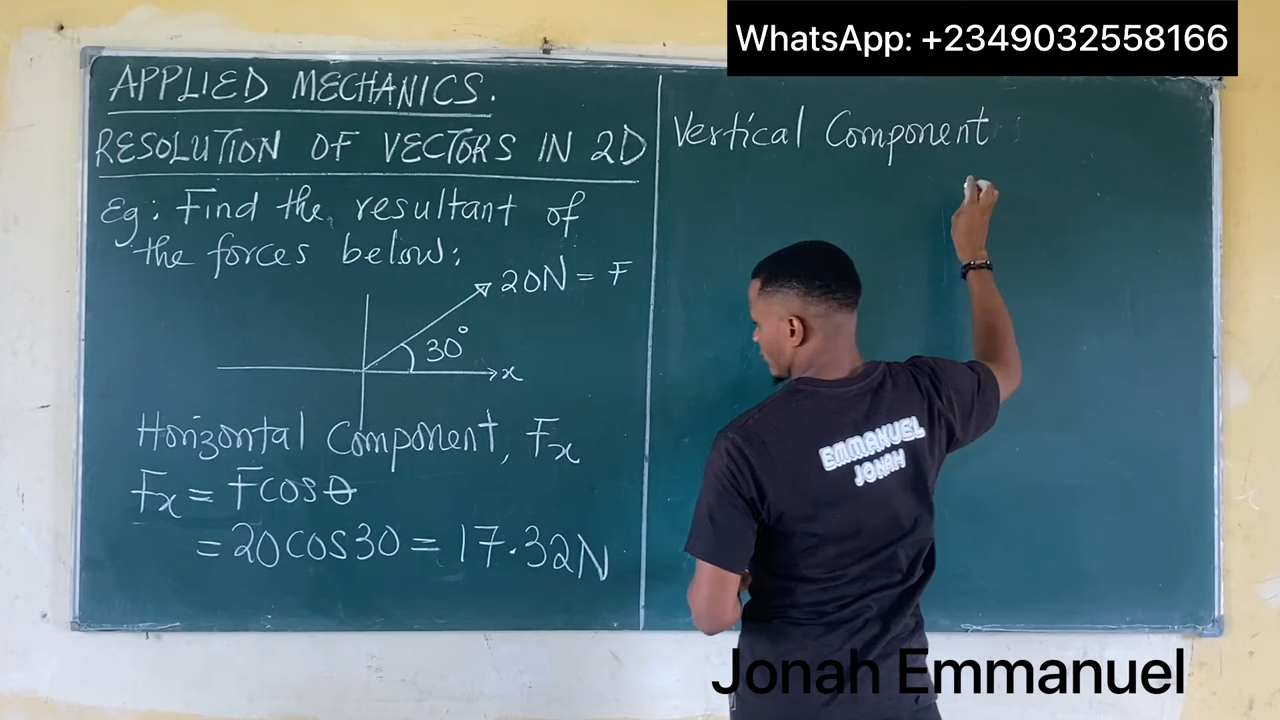 WhatsApp: +2349032558166
APPLIED MECHANICS.
RESOLUTION OF VECTORS IN 2D
Eg: Find the resultant of
the forces below:
20N = F
30°
x
Horizontal Component, Fx
Fx = Fcosθ
= 20cos30 = 17.32N
Vertical Component
EMMANUEL
JONAH
Jonah Emmanuel